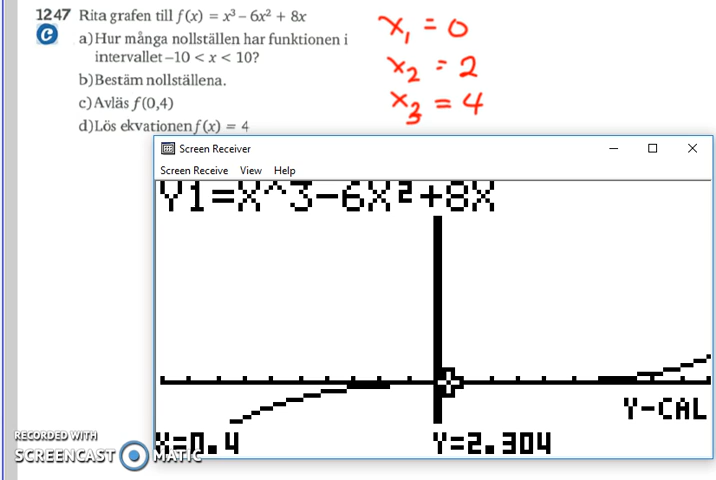 1247 Rita grafen till f(x) = x³ – 6x² + 8x
C
a) Hur många nollställen har funktionen i
intervallet –10 < x < 10?
b) Bestäm nollställena.
c) Avläs f(0,4)
d) Lös ekvationen f(x) = 4
x₁ = 0
x₂ = 2
x₃ = 4
Screen Receiver
Screen Receive View Help
Y1=X^3-6X²+8X
Y-CAL
X=0.4 Y=2.304
RECORDED WITH
SCREENCAST MATIC